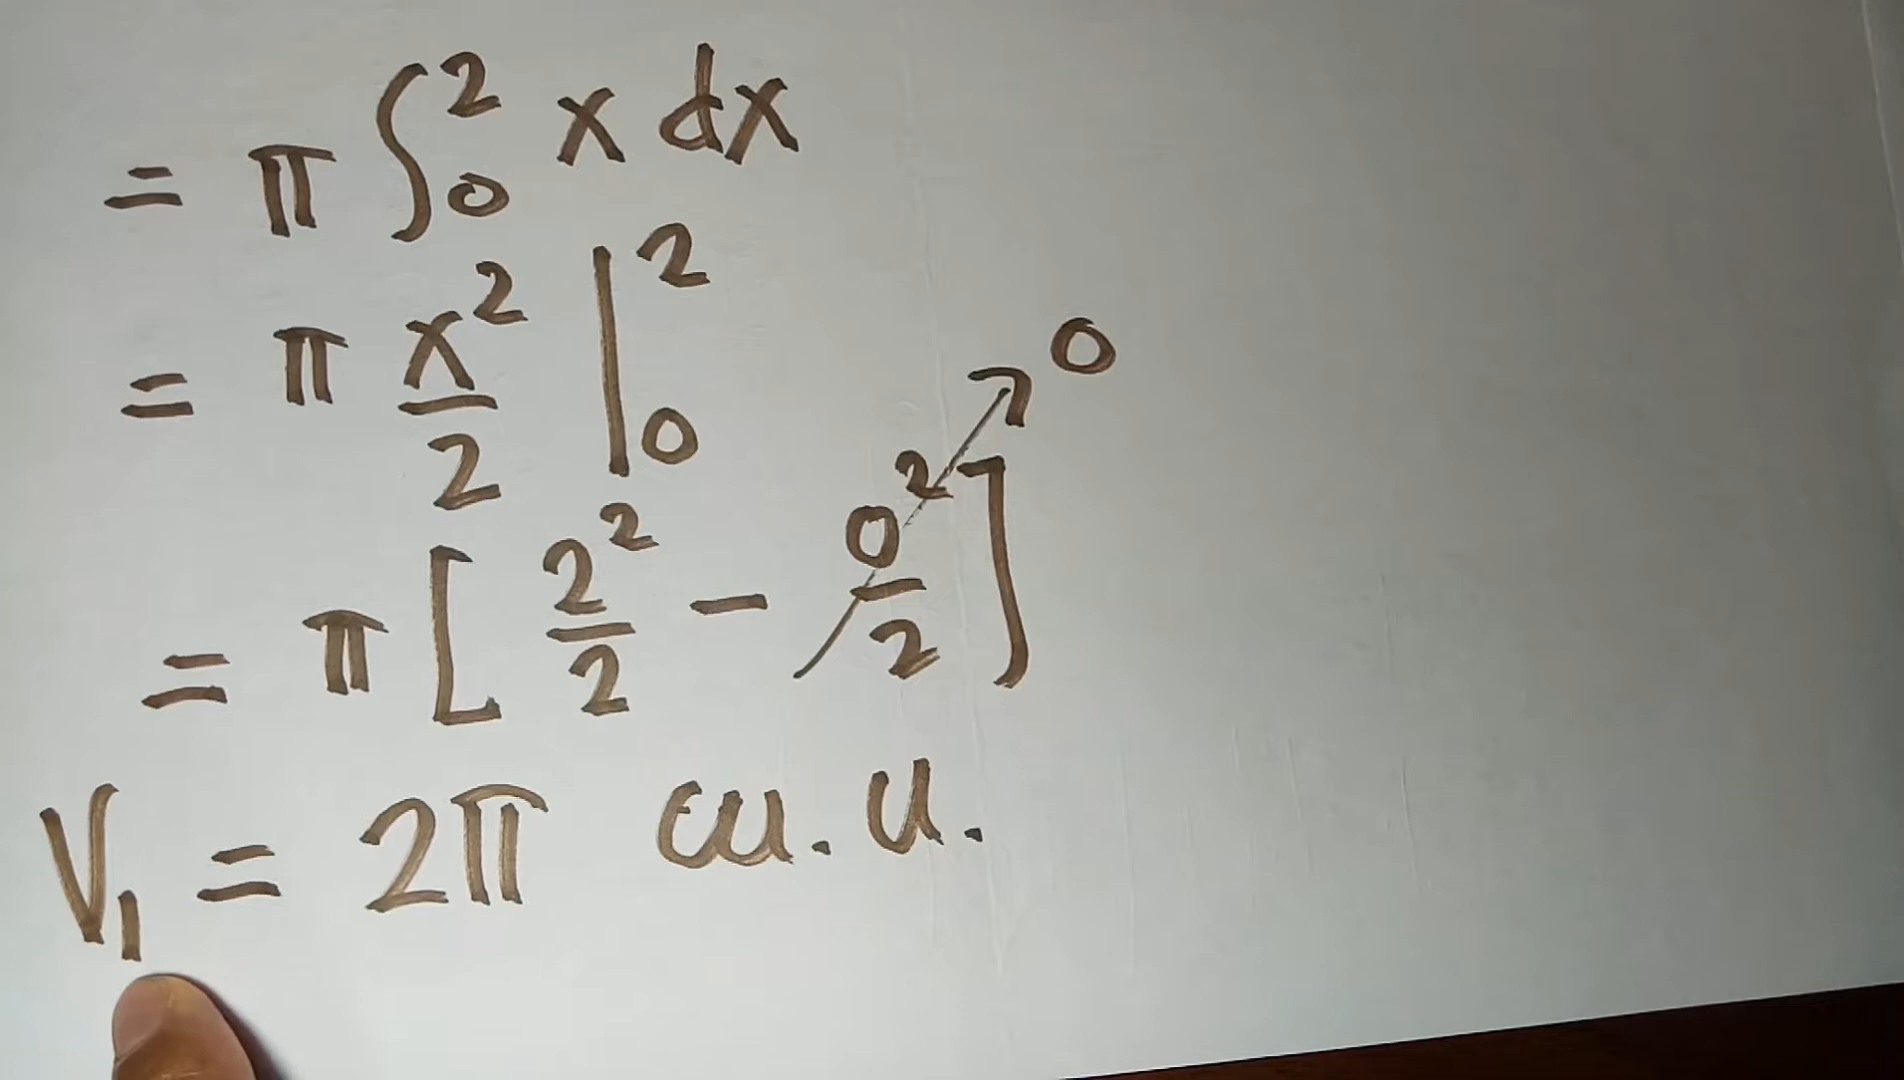 = π ∫₀² x dx
= π x²/2 |₀²
= π [ 2²/2 - 0²/2 ] ↗ 0
V₁ = 2π cu. u.